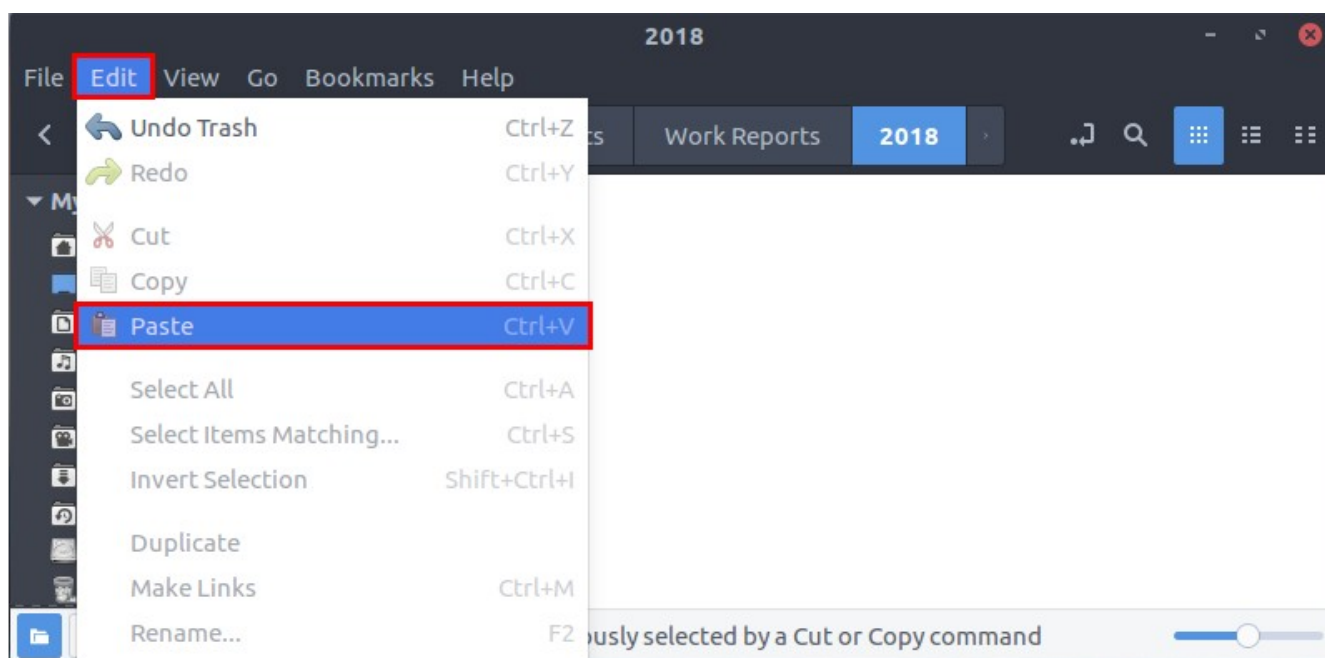 2018
File Edit View Go Bookmarks Help
Undo Trash Ctrl+Z
Work Reports 2018
Redo Ctrl+Y
Cut Ctrl+X
Copy Ctrl+C
Paste Ctrl+V
Select All Ctrl+A
Select Items Matching... Ctrl+S
Invert Selection Shift+Ctrl+I
Duplicate
Make Links Ctrl+M
Rename... F2
selected by a Cut or Copy command